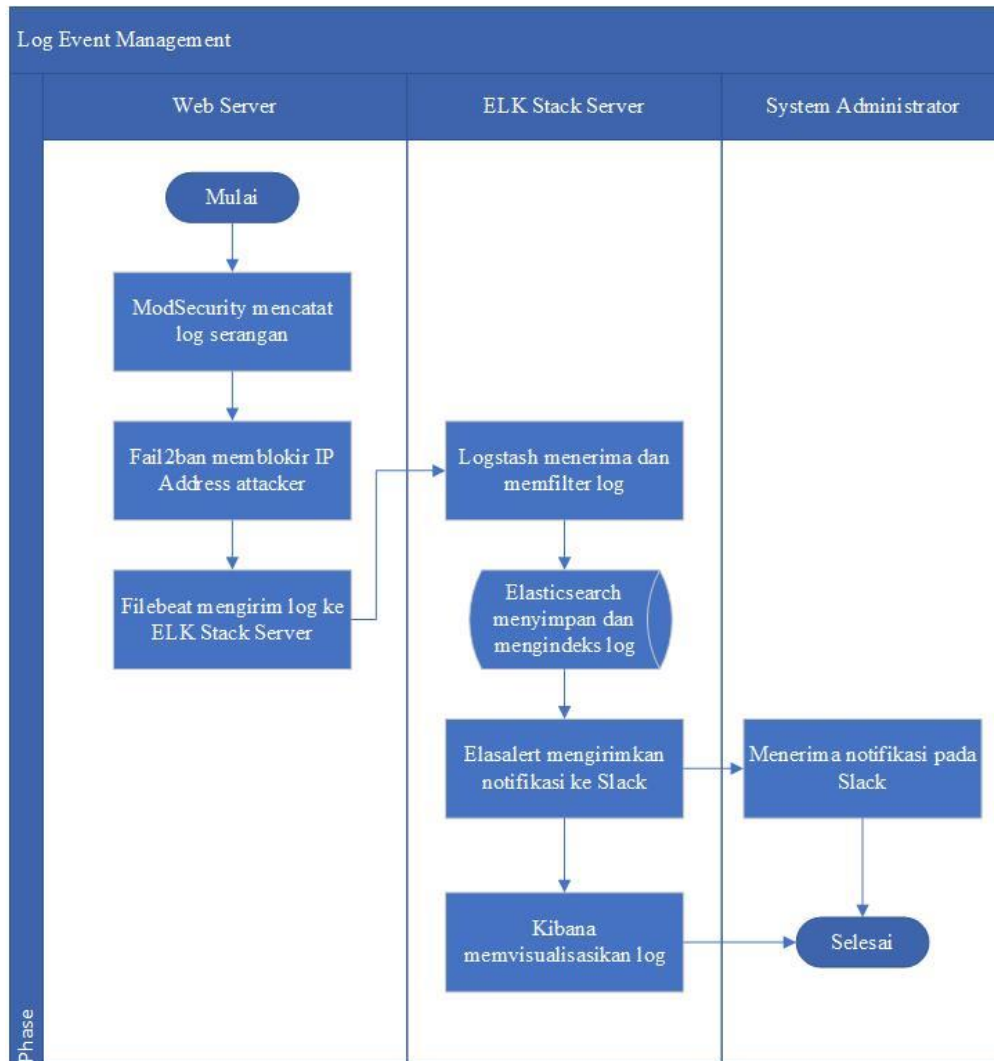 Log Event Management
Web Server
ELK Stack Server
System Administrator
Mulai
ModSecurity mencatat
log serangan
Fail2ban memblokir IP
Address attacker
Filebeat mengirim log ke
ELK Stack Server
Logstash menerima dan
memfilter log
Elasticsearch
menyimpan dan
mengindeks log
Elasalert mengirimkan
notifikasi ke Slack
Menerima notifikasi pada
Slack
Kibana
memvisualisasikan log
Selesai
Phase